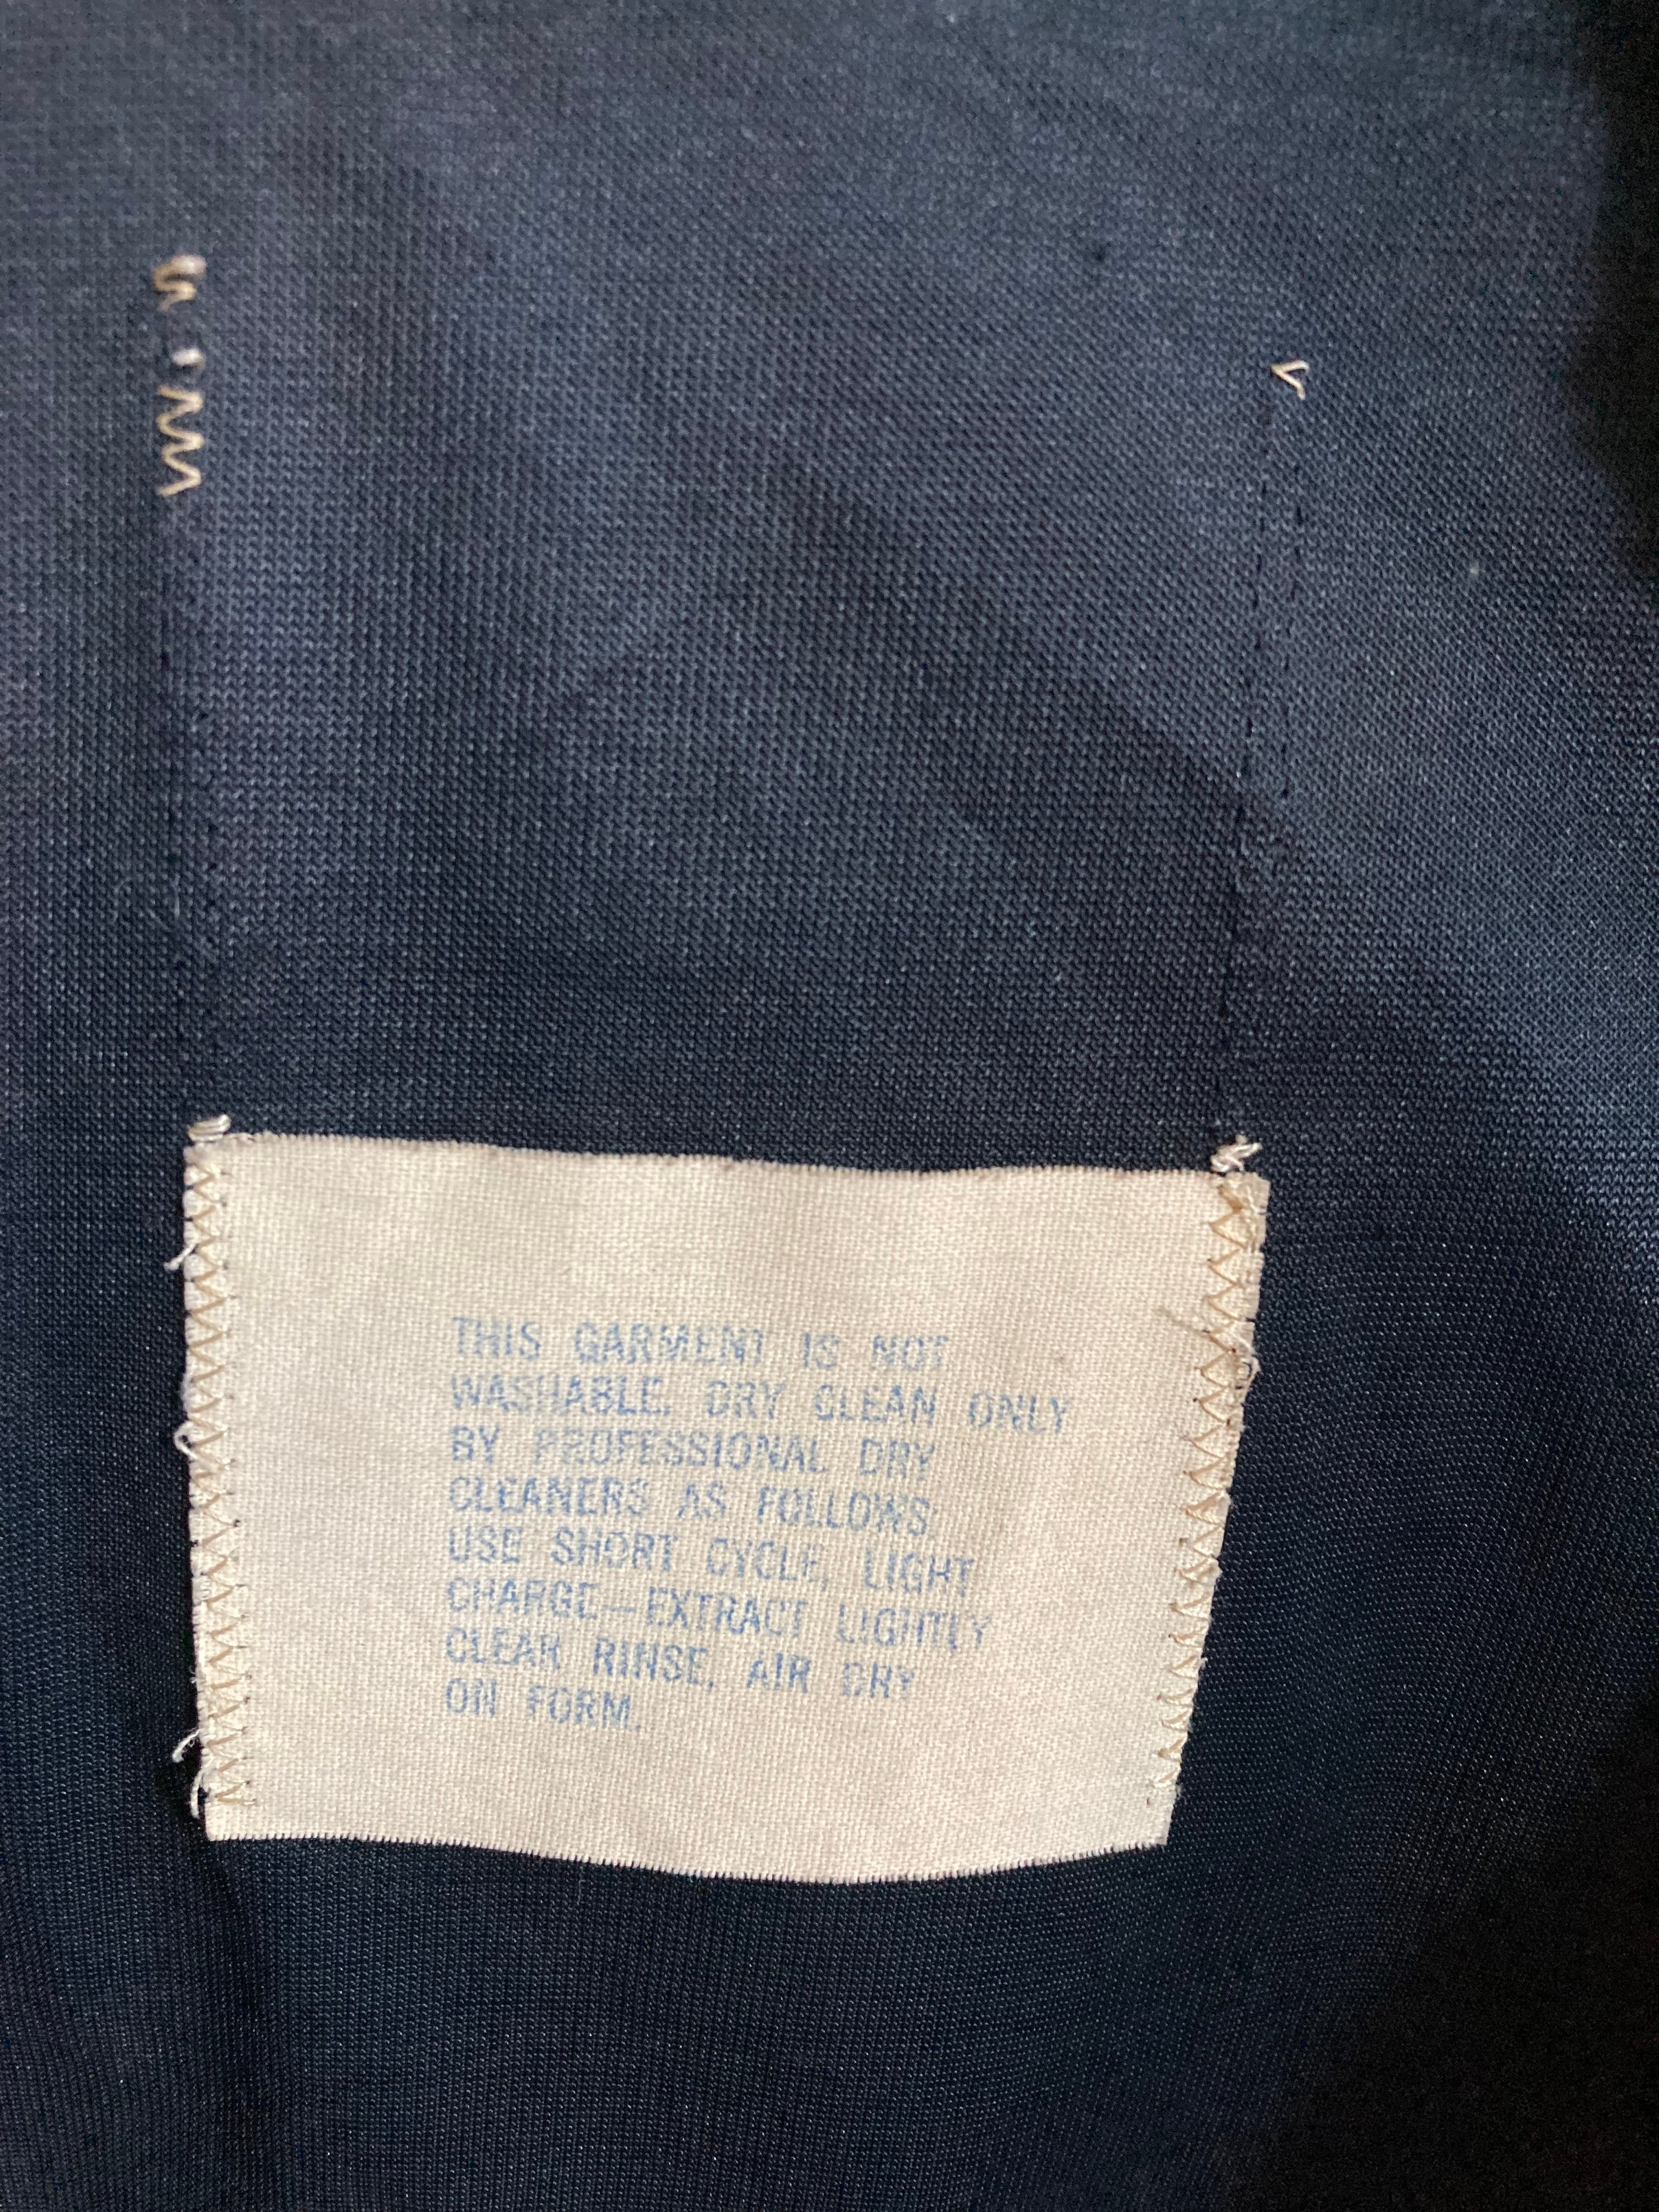 THIS GARMENT IS NOT
WASHABLE. DRY CLEAN ONLY
BY PROFESSIONAL DRY
CLEANERS AS FOLLOWS
USE SHORT CYCLE, LIGHT
CHARGE—EXTRACT LIGHTLY
CLEAR RINSE, AIR DRY
ON FORM.